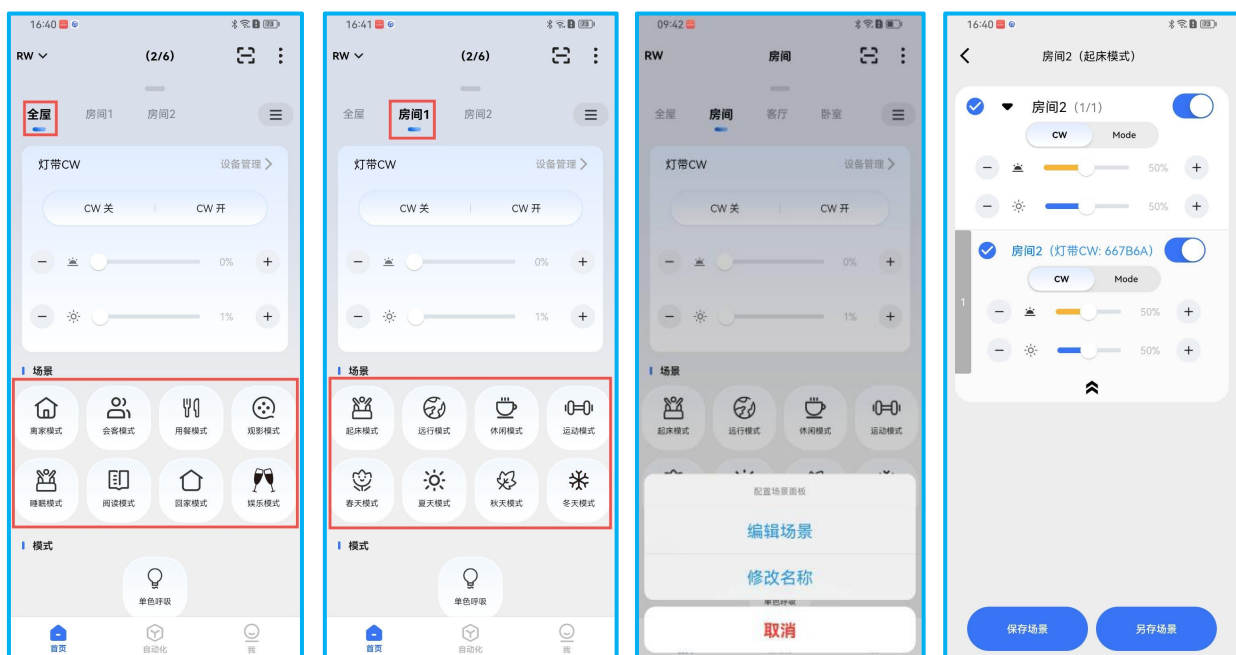 16:40
23
RW
(2/6)
全屋
房间1
房间2
灯带CW
设备管理
CW 关
CW 开
0%
1%
场景
离家模式
会客模式
用餐模式
观影模式
睡眠模式
阅读模式
回家模式
娱乐模式
模式
单色呼吸
首页
自动化
我
16:41
23
RW
(2/6)
全屋
房间1
房间2
灯带CW
设备管理
CW 关
CW 开
0%
1%
场景
起床模式
远行模式
休闲模式
运动模式
春天模式
夏天模式
秋天模式
冬天模式
模式
单色呼吸
首页
自动化
我
09:42
RW
房间
全屋
房间
客厅
卧室
灯带CW
设备管理
CW 关
CW 开
0%
1%
场景
起床模式
远行模式
休闲模式
运动模式
配置场景面板
编辑场景
修改名称
单色呼吸
取消
16:40
23
房间2（起床模式）
房间2（1/1）
CW
Mode
50%
50%
房间2（灯带CW: 667B6A）
CW
Mode
1
50%
50%
保存场景
另存场景